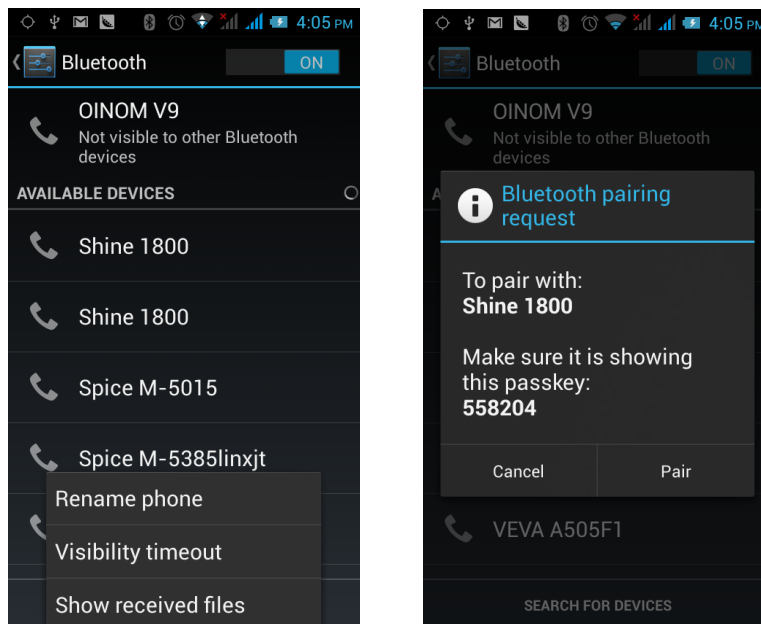 4:05 PM
Bluetooth
ON
OINOM V9
Not visible to other Bluetooth
devices
AVAILABLE DEVICES
Shine 1800
Shine 1800
Spice M-5015
Spice M-5385linxjt
Rename phone
Visibility timeout
Show received files
4:05 PM
Bluetooth
ON
OINOM V9
Not visible to other Bluetooth
devices
A
Bluetooth pairing
request
To pair with:
Shine 1800
Make sure it is showing
this passkey:
558204
Cancel
Pair
VEVA A505F1
SEARCH FOR DEVICES